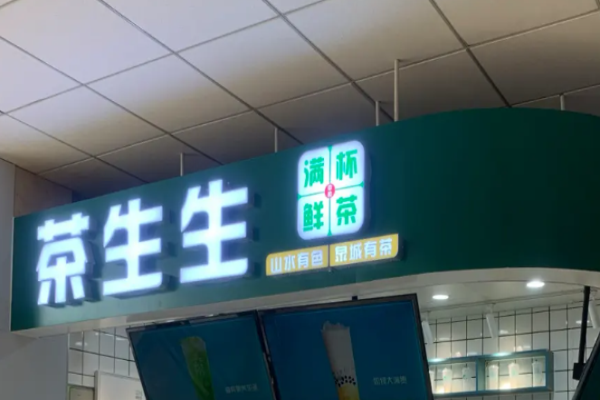 茶生生
满杯
鲜茶
山水有色 泉城有茶